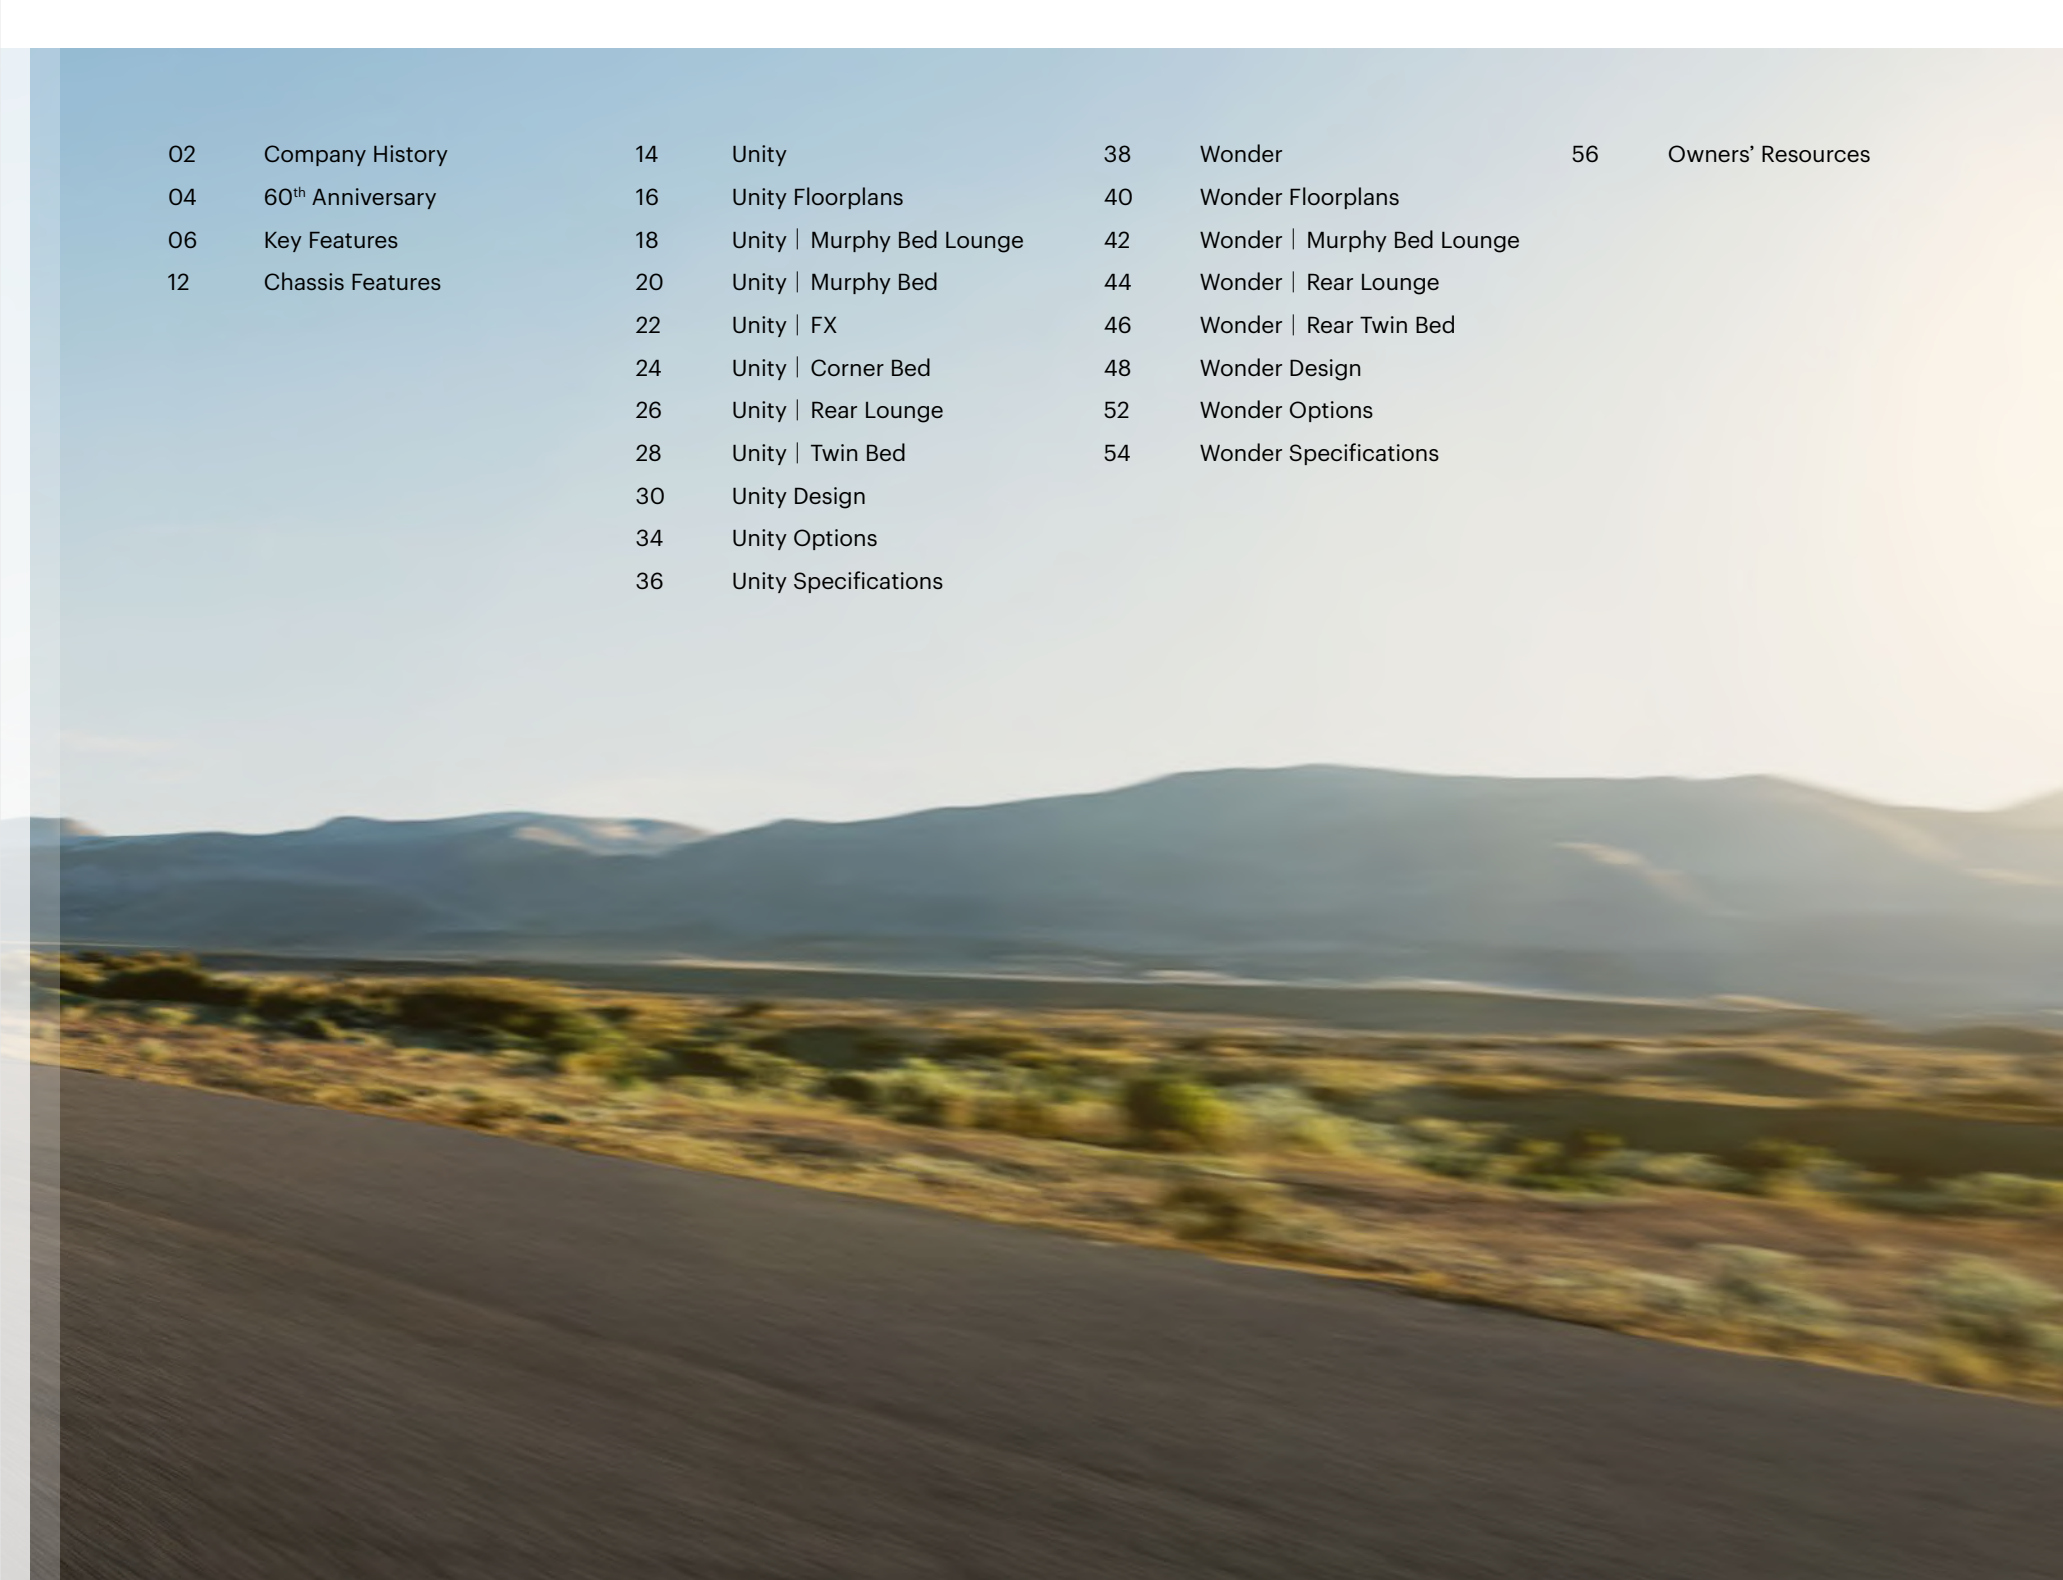 02 Company History
04 60th Anniversary
06 Key Features
12 Chassis Features
14 Unity
16 Unity Floorplans
18 Unity | Murphy Bed Lounge
20 Unity | Murphy Bed
22 Unity | FX
24 Unity | Corner Bed
26 Unity | Rear Lounge
28 Unity | Twin Bed
30 Unity Design
34 Unity Options
36 Unity Specifications
38 Wonder
40 Wonder Floorplans
42 Wonder | Murphy Bed Lounge
44 Wonder | Rear Lounge
46 Wonder | Rear Twin Bed
48 Wonder Design
52 Wonder Options
54 Wonder Specifications
56 Owners’ Resources